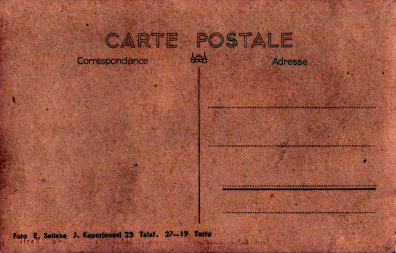 CARTE POSTALE
Correspondance
Adresse
Foto E. Selleke J. Kuperjanovi 25 Telef. 27—19 Tartu